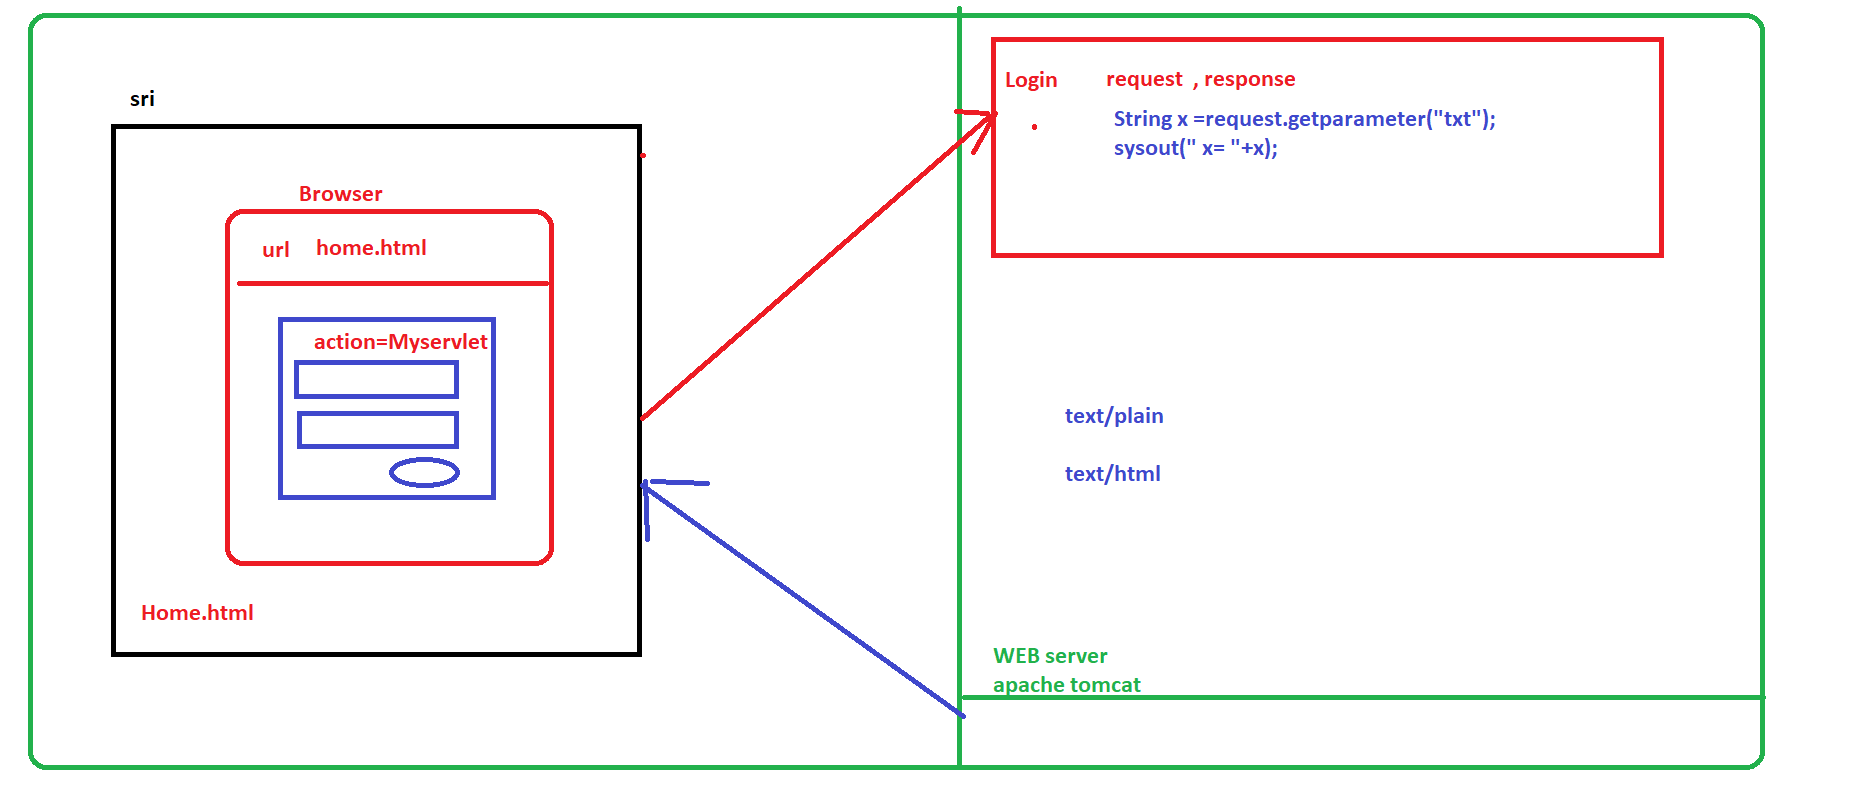 sri
Browser
url home.html
action=Myservlet
Home.html
Login request , response
String x =request.getparameter("txt");
sysout(" x= "+x);
text/plain
text/html
WEB server
apache tomcat